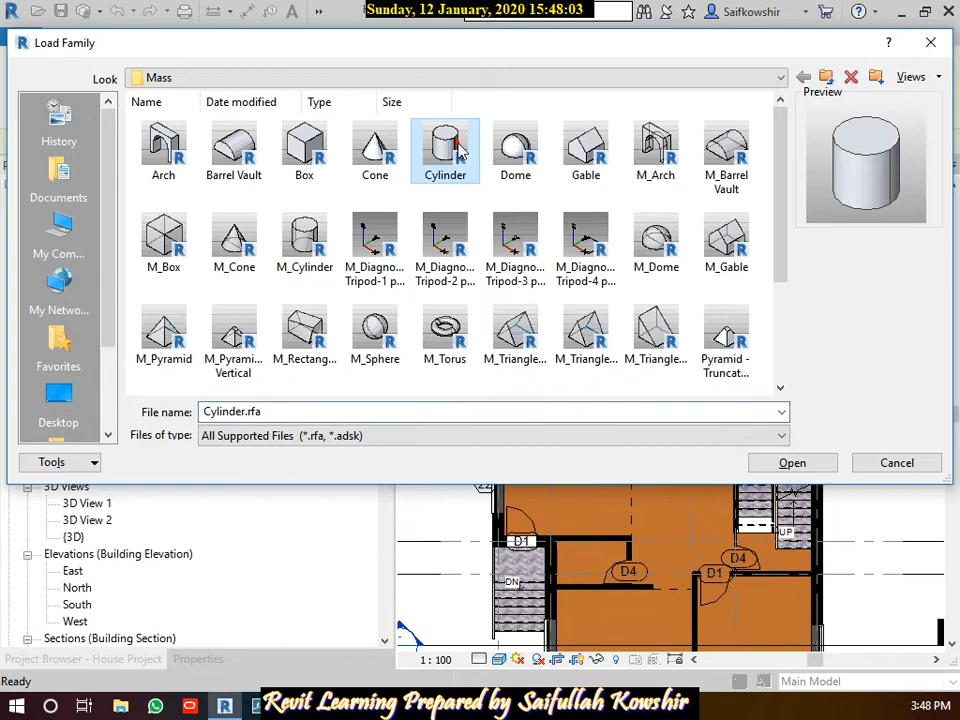 Sunday, 12 January, 2020 15:48:03
Saifkowshir
Load Family
Look
Mass
Views
Name
Date modified
Type
Size
Preview
History
Documents
My Com...
My Netwo...
Favorites
Desktop
Arch
Barrel Vault
Box
Cone
Cylinder
Dome
Gable
M_Arch
M_Barrel
Vault
M_Box
M_Cone
M_Cylinder
M_Diagno...
Tripod-1 p...
M_Diagno...
Tripod-2 p...
M_Diagno...
Tripod-3 p...
M_Diagno...
Tripod-4 p...
M_Dome
M_Gable
M_Pyramid
M_Pyrami...
Vertical
M_Rectang...
M_Sphere
M_Torus
M_Triangle...
M_Triangle...
M_Triangle...
Pyramid -
Truncat...
File name:
Cylinder.rfa
Files of type:
All Supported Files (*.rfa, *.adsk)
Tools
Open
Cancel
3D Views
3D View 1
3D View 2
{3D}
Elevations (Building Elevation)
East
North
South
West
Sections (Building Section)
Project Browser - House Project
Properties
D1
DN
D4
D1
D4
UP
1 : 100
Ready
Main Model
Revit Learning Prepared by Saifullah Kowshir
3:48 PM